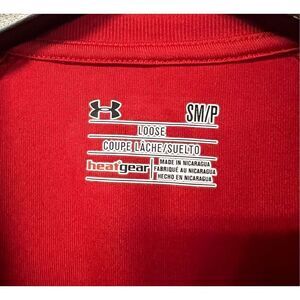 SM/P
LOOSE
COUPE LÂCHE/SUELTO
heatgear
MADE IN NICARAGUA
FABRIQUÉ AU NICARAGUA
HECHO EN NICARAGUA